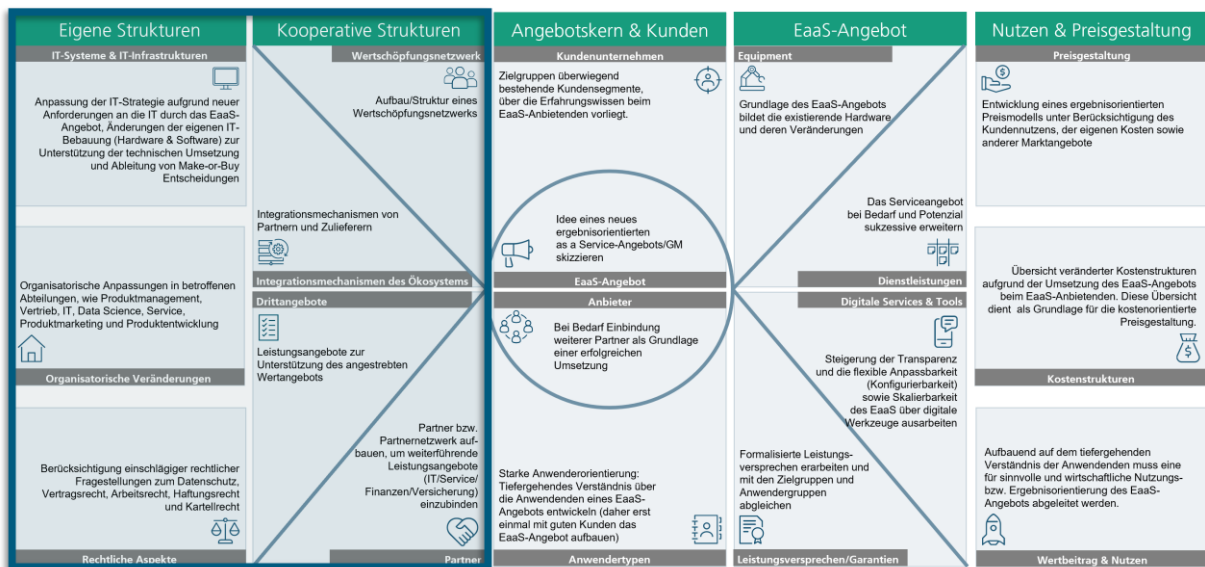 Eigene Strukturen
IT-Systeme & IT-Infrastrukturen
Anpassung der IT-Strategie aufgrund neuer
Anforderungen an die IT durch das EaaS-
Angebot, Änderungen der eigenen IT-
Bebauung (Hardware & Software) zur
Unterstützung der technischen Umsetzung
und Ableitung von Make-or-Buy
Entscheidungen
Organisatorische Anpassungen in betroffenen
Abteilungen, wie Produktmanagement,
Vertrieb, IT, Data Science, Service,
Produktmarketing und Produktentwicklung
Organisatorische Veränderungen
Berücksichtigung einschlägiger rechtlicher
Fragestellungen zum Datenschutz,
Vertragsrecht, Arbeitsrecht, Haftungsrecht
und Kartellrecht
Rechtliche Aspekte
Kooperative Strukturen
Wertschöpfungsnetzwerk
Aufbau/Struktur eines
Wertschöpfungsnetzwerks
Integrationsmechanismen von
Partnern und Zulieferern
Integrationsmechanismen des Ökosystems
Drittangebote
Leistungsangebote zur
Unterstützung des angestrebten
Wertangebots
Partner bzw.
Partnernetzwerk auf-
bauen, um weiterführende
Leistungsangebote
(IT/Service/
Finanzen/Versicherung)
einzubinden
Partner
Angebotskern & Kunden
Kundenunternehmen
Zielgruppen überwiegend
bestehende Kundensegmente,
über die Erfahrungswissen beim
EaaS-Anbietenden vorliegt.
Idee eines neues
ergebnisorientierten
as a Service-Angebots/GM
skizzieren
EaaS-Angebot
Anbieter
Bei Bedarf Einbindung
weiterer Partner als Grundlage
einer erfolgreichen
Umsetzung
Starke Anwenderorientierung:
Tiefergehendes Verständnis über
die Anwendenden eines EaaS-
Angebots entwickeln (daher erst
einmal mit guten Kunden das
EaaS-Angebot aufbauen)
Anwendertypen
EaaS-Angebot
Equipment
Grundlage des EaaS-Angebots
bildet die existierende Hardware
und deren Veränderungen
Das Serviceangebot
bei Bedarf und Potenzial
sukzessive erweitern
Dienstleistungen
Digitale Services & Tools
Steigerung der Transparenz
und die flexible Anpassbarkeit
(Konfigurierbarkeit)
sowie Skalierbarkeit
des EaaS über digitale
Werkzeuge ausarbeiten
Formalisierte Leistungs-
versprechen erarbeiten und
mit den Zielgruppen und
Anwendergruppen
abgleichen
Leistungsversprechen/Garantien
Nutzen & Preisgestaltung
Preisgestaltung
Entwicklung eines ergebnisorientierten
Preismodells unter Berücksichtigung des
Kundennutzens, der eigenen Kosten sowie
anderer Marktangebote
Übersicht veränderter Kostenstrukturen
aufgrund der Umsetzung des EaaS-Angebots
beim EaaS-Anbietenden. Diese Übersicht
dient als Grundlage für die kostenorientierte
Preisgestaltung.
Kostenstrukturen
Aufbauend auf dem tiefergehenden
Verständnis der Anwendenden muss eine
für sinnvolle und wirtschaftliche Nutzungs-
bzw. Ergebnisorientierung des EaaS-
Angebots abgeleitet werden.
Wertbeitrag & Nutzen